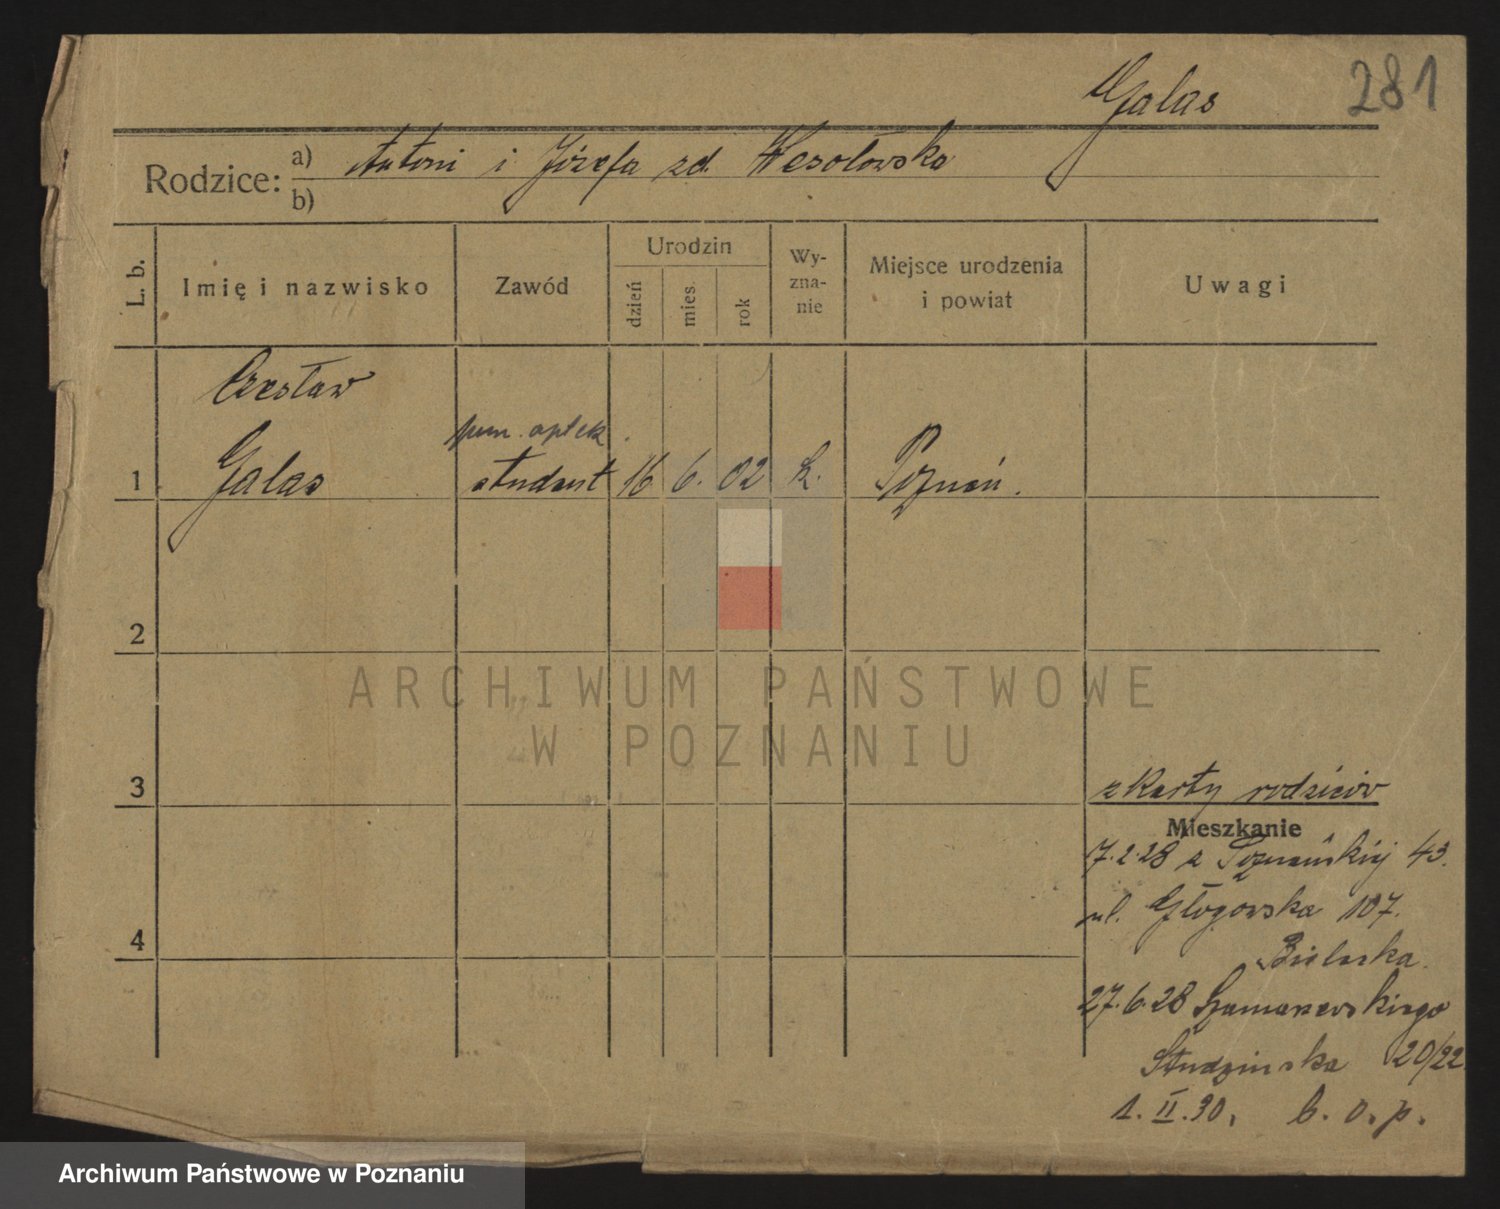 Galas 281
Rodzice: a) Antoni i Józefa zd. Wesołowska
b)
L. b. Imię i nazwisko Zawód Urodzin dzień mies. rok Wy-zna-nie Miejsce urodzenia i powiat Uwagi
Czesław
pom. aptek.
1 Galas student 16 6. 02 k. Poznań.
2
ARCHIWUM PAŃSTWOWE
W POZNANIU
3
z karty rodziców
Mieszkanie
7.2.28 z Poznańskiej 43.
ul. Głogowska 107.
4
Bielaska.
27.6.28 Szamarzewskiego
Studzinska 20/22
1. II. 30. b. o. p.
Archiwum Państwowe w Poznaniu